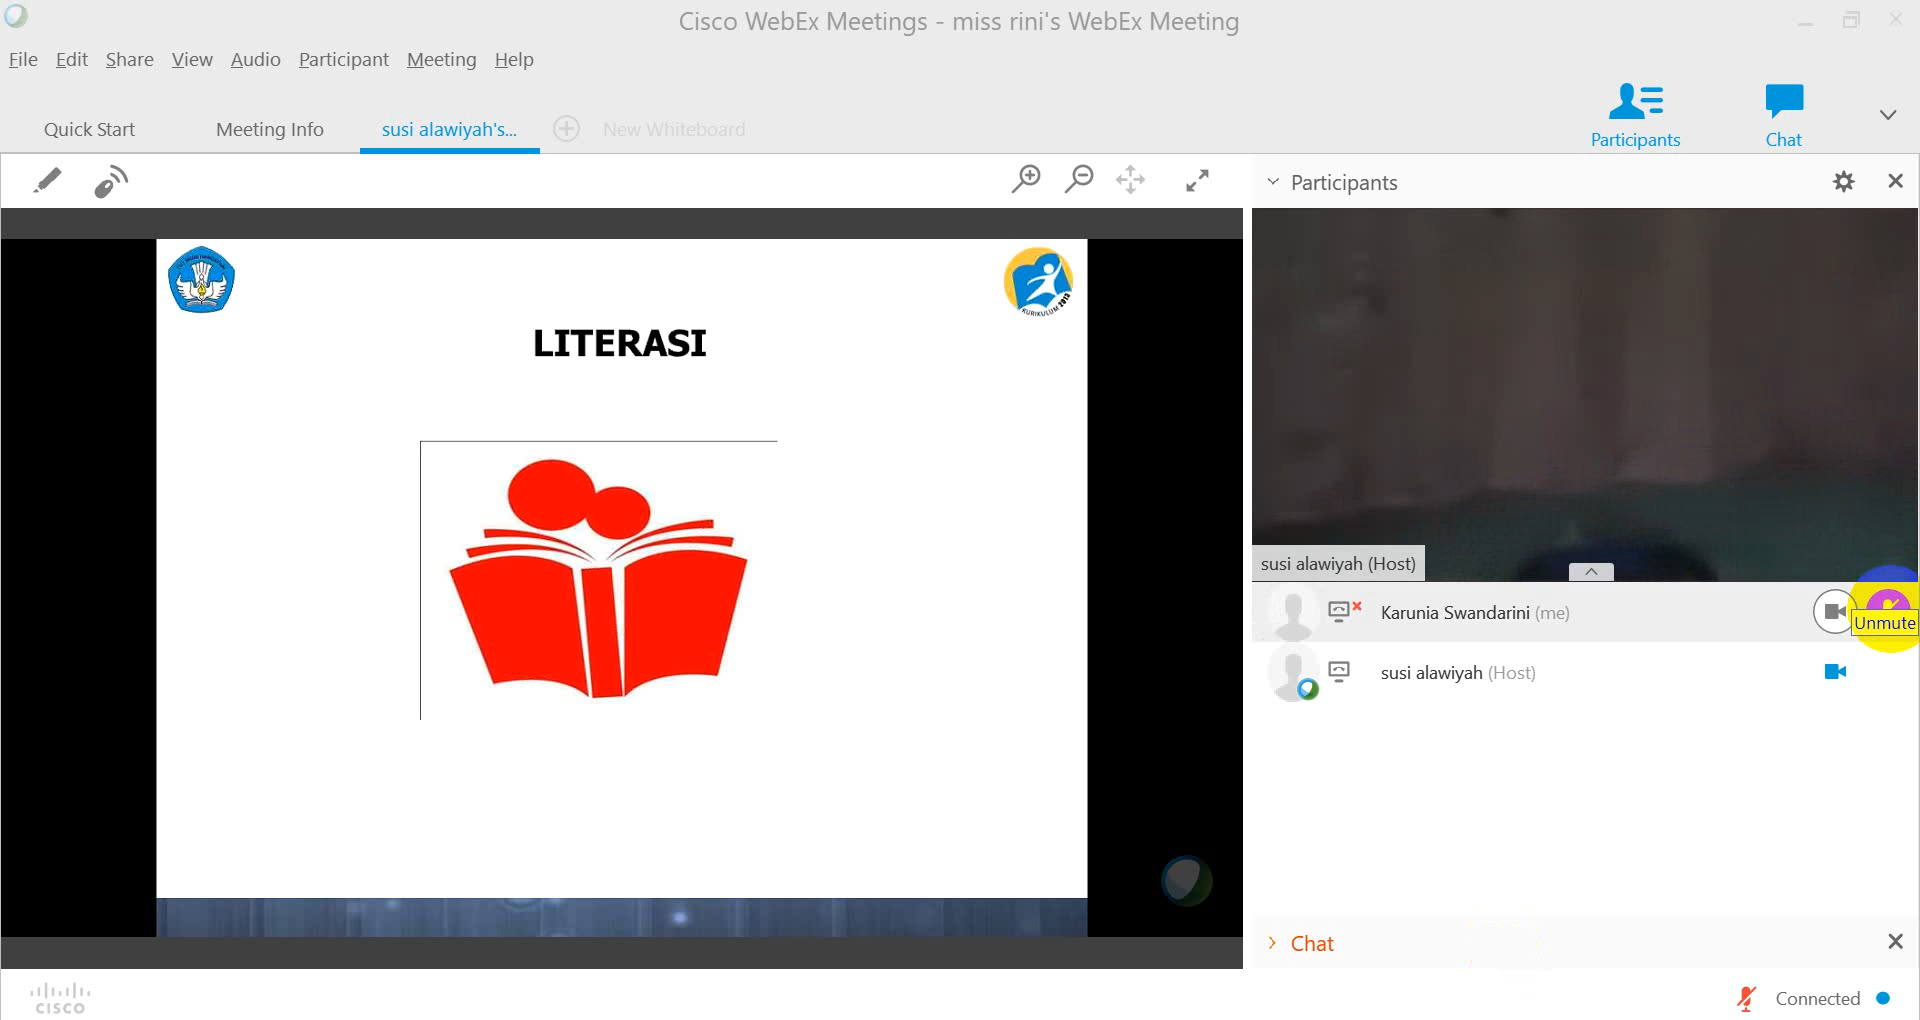 Cisco WebEx Meetings - miss rini's WebEx Meeting
File Edit Share View Audio Participant Meeting Help
Participants
Chat
Quick Start
Meeting Info
susi alawiyah's...
New Whiteboard
Participants
KURIKULUM 2013
LITERASI
susi alawiyah (Host)
Karunia Swandarini (me)
Unmute
susi alawiyah (Host)
Chat
CISCO
Connected